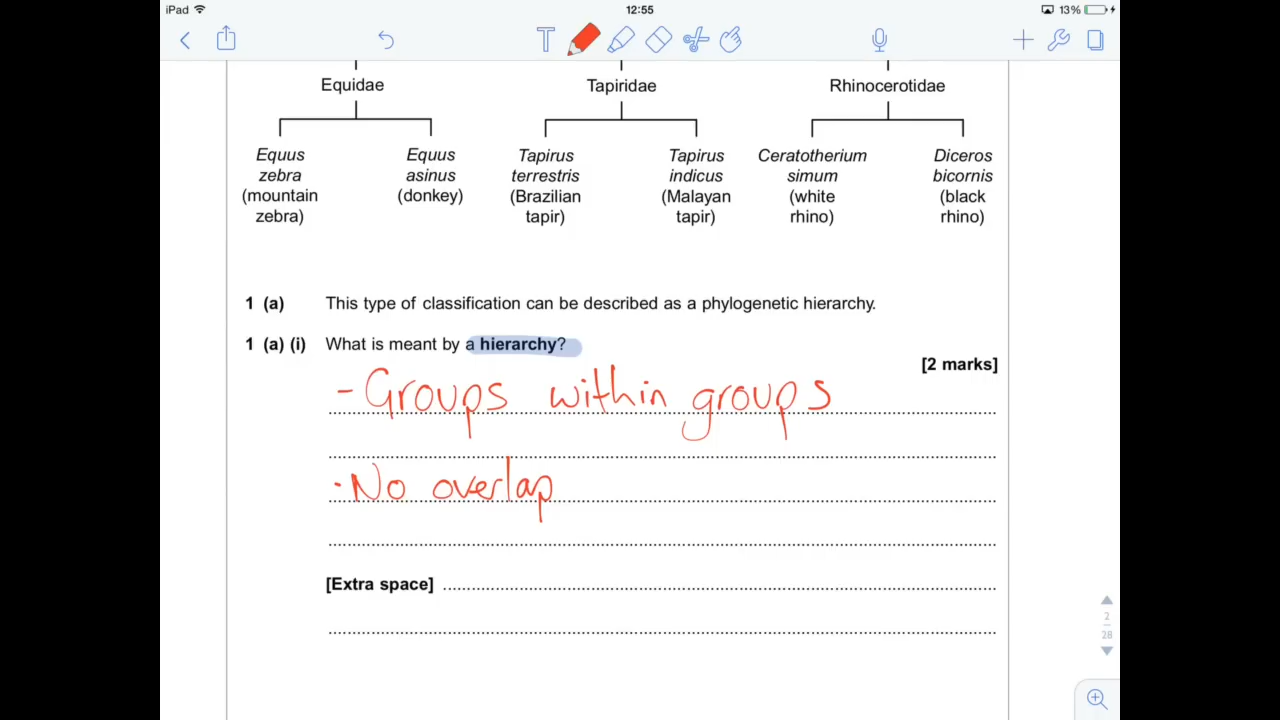 iPad 12:55 13%
Equidae Tapiridae Rhinocerotidae
Equus Equus Tapirus Tapirus Ceratotherium Diceros
zebra asinus terrestris indicus simum bicornis
(mountain (donkey) (Brazilian (Malayan (white (black
zebra) tapir) tapir) rhino) rhino)
1 (a) This type of classification can be described as a phylogenetic hierarchy.
1 (a) (i) What is meant by a hierarchy?
[2 marks]
- Groups within groups
· No overlap
[Extra space]
2
28